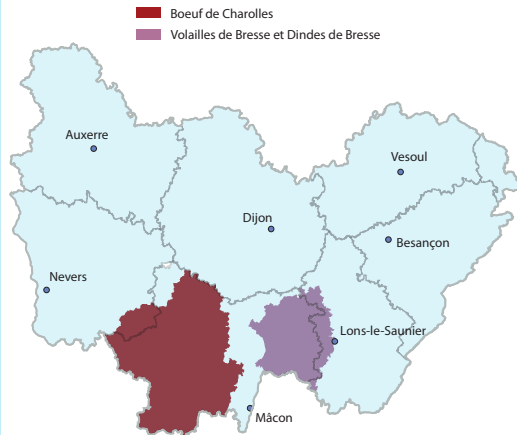 Boeuf de Charolles
Volailles de Bresse et Dindes de Bresse
Auxerre
Vesoul
Dijon
Besançon
Nevers
Lons-le-Saunier
Mâcon